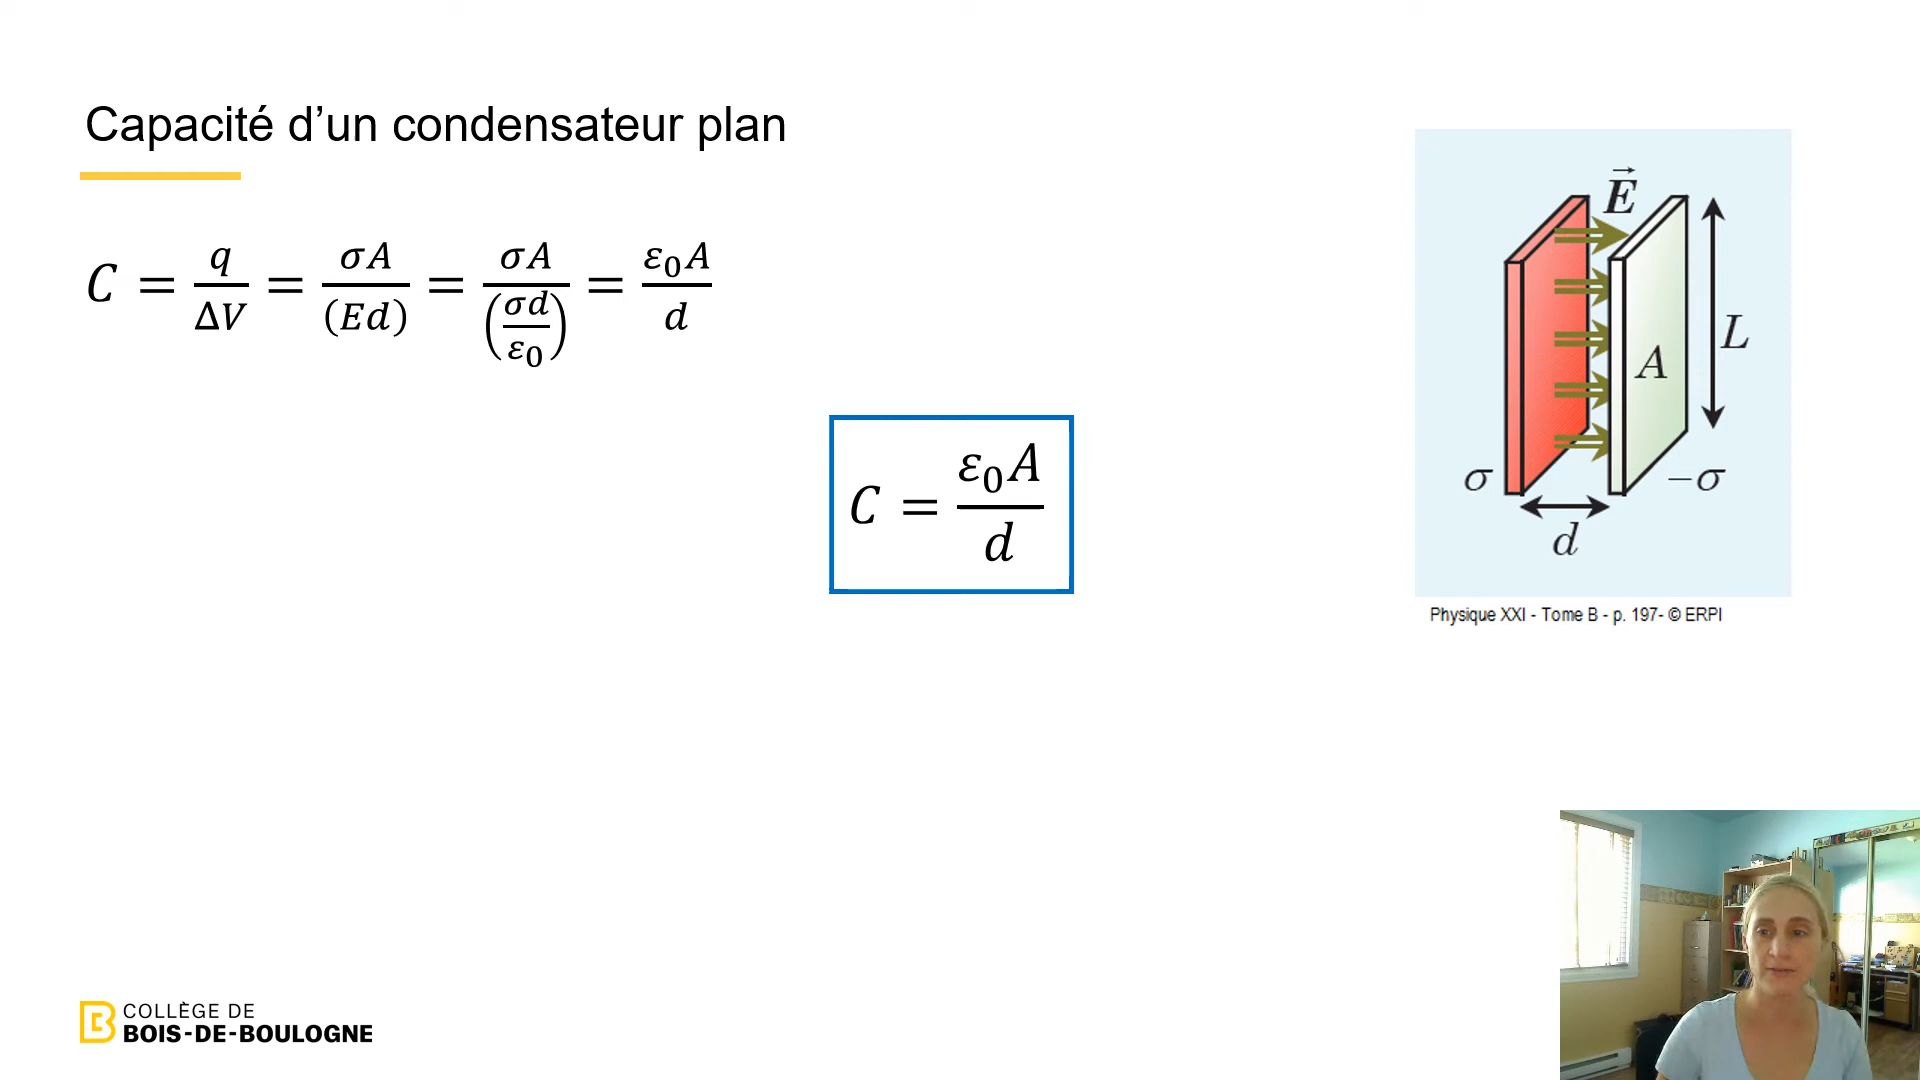 Capacité d’un condensateur plan
C = q/ΔV = σA/(Ed) = σA/(σd/ε₀) = ε₀A/d
C = ε₀A/d
E⃗
L
A
σ
−σ
d
Physique XXI - Tome B - p. 197- © ERPI
COLLÈGE DE
BOIS-DE-BOULOGNE